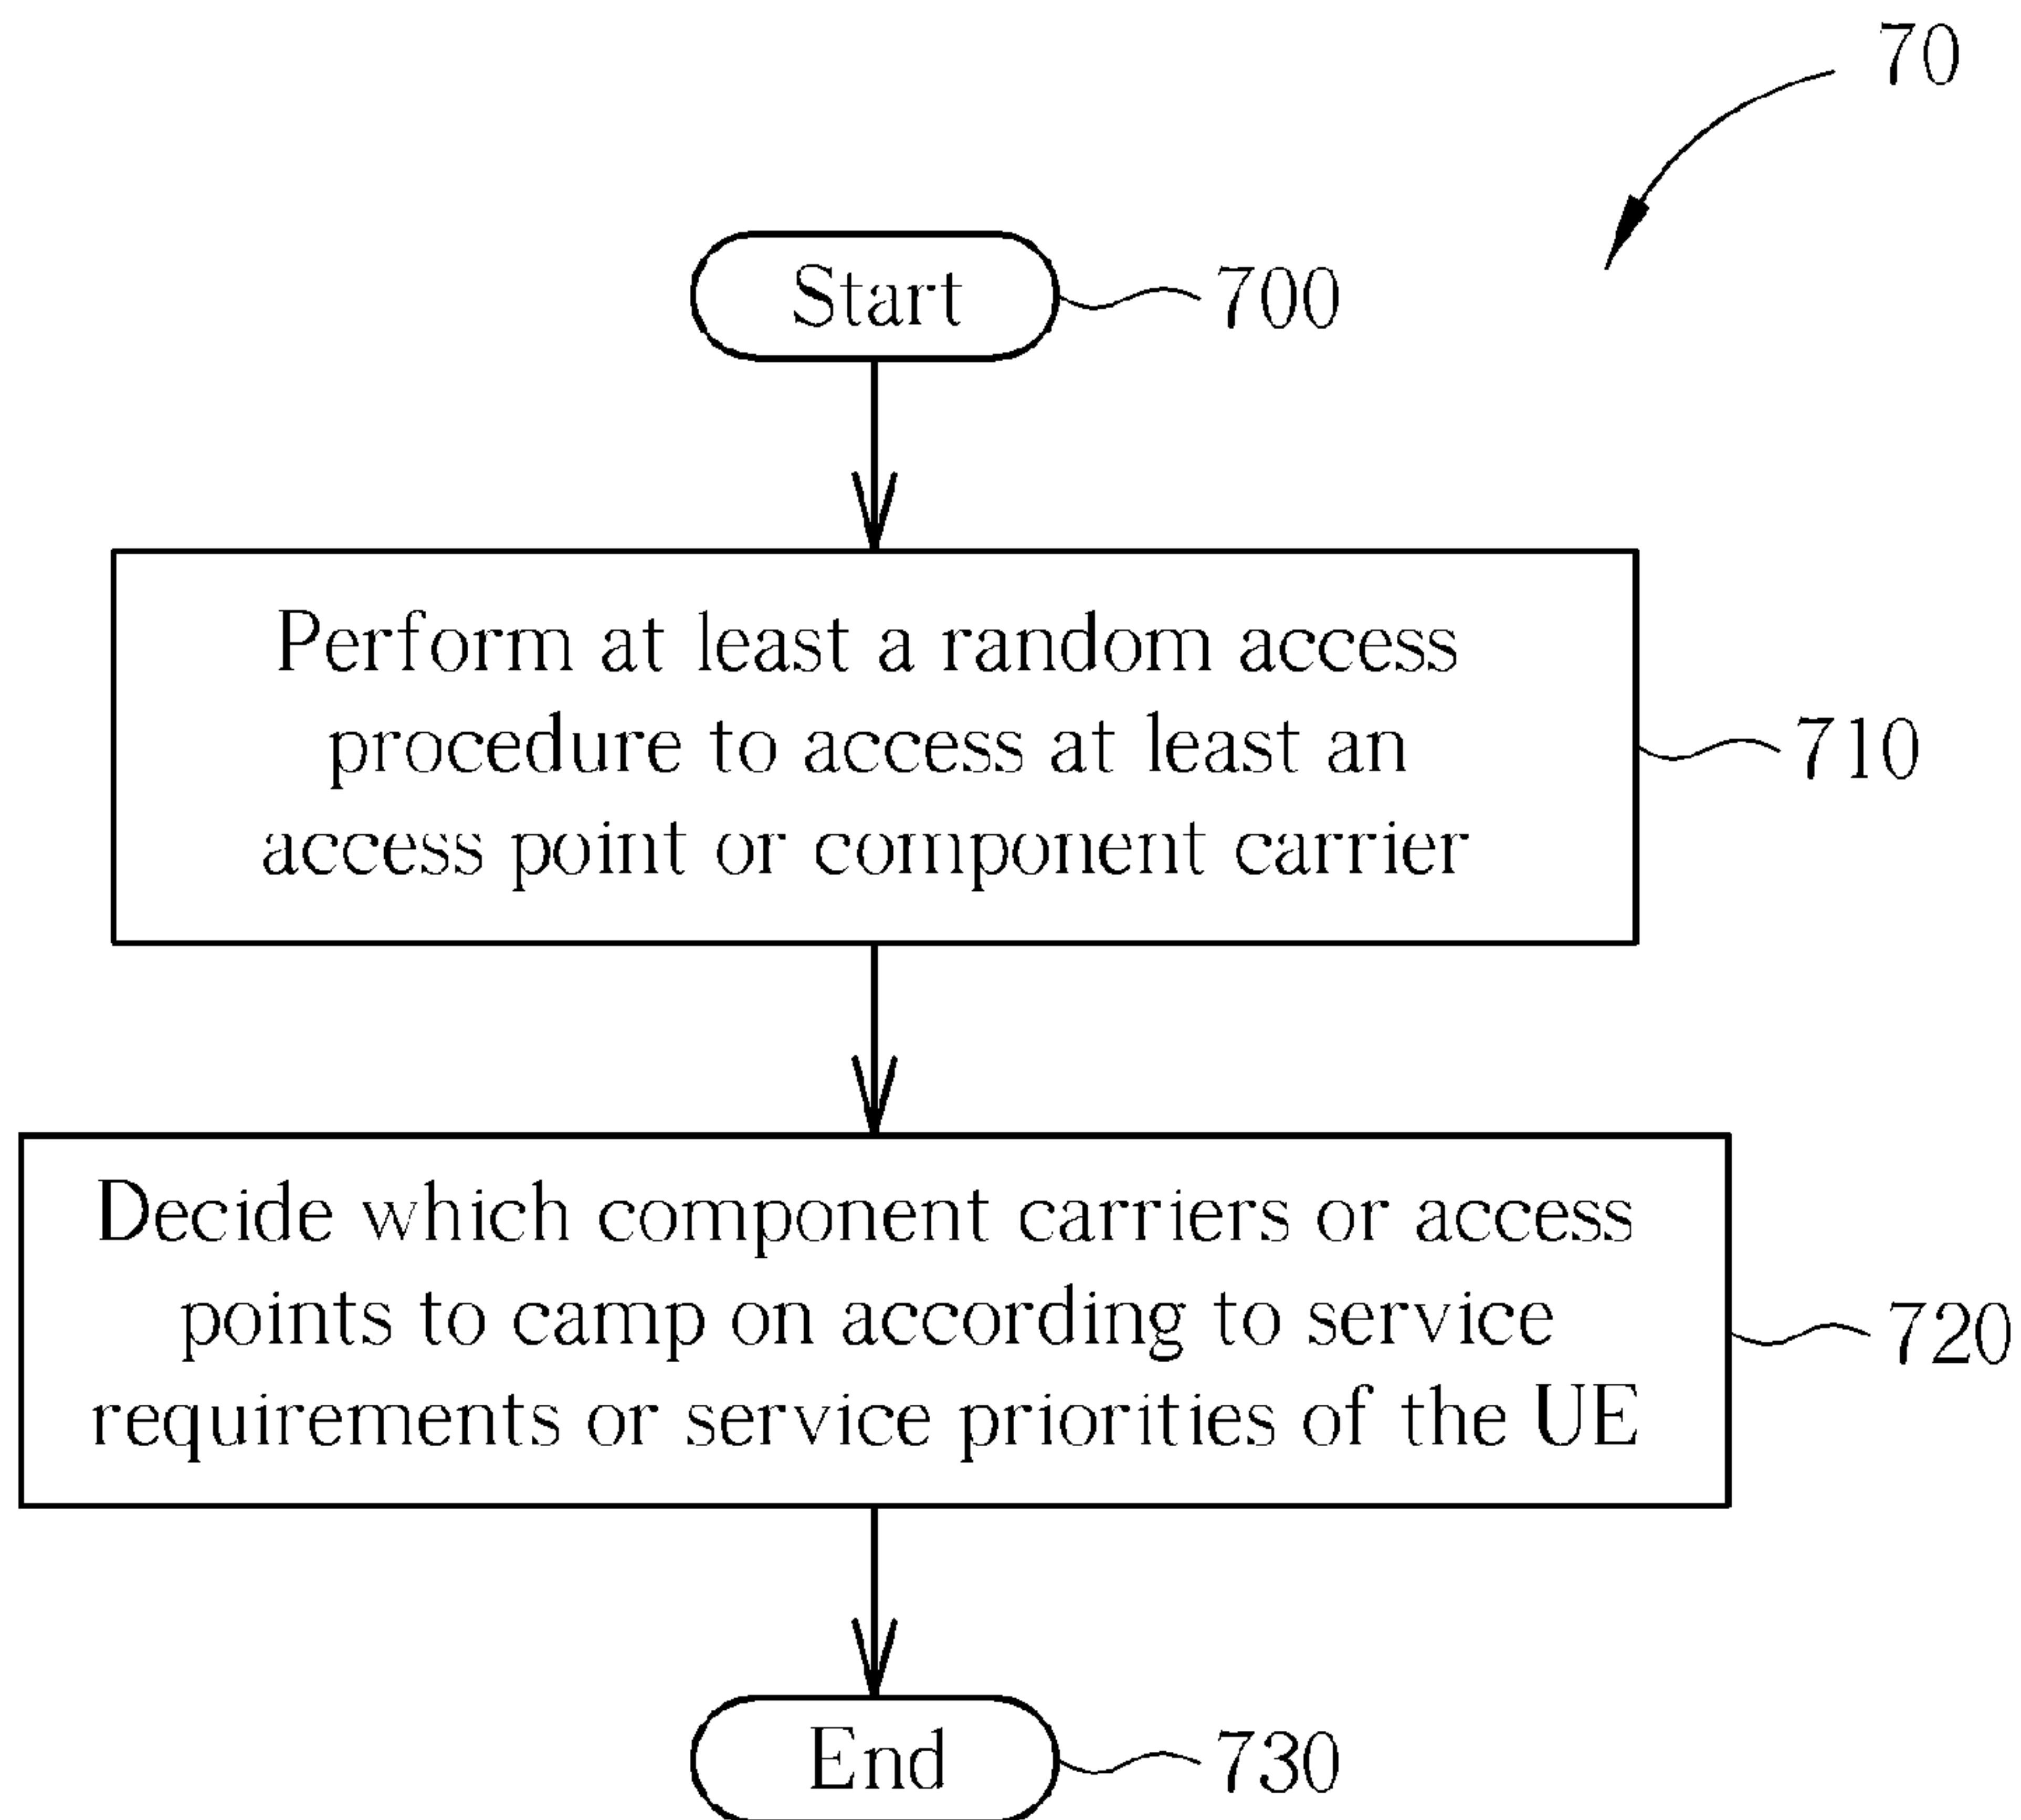 70
Start
700
Perform at least a random access
procedure to access at least an
access point or component carrier
710
Decide which component carriers or access
points to camp on according to service
requirements or service priorities of the UE
720
End
730